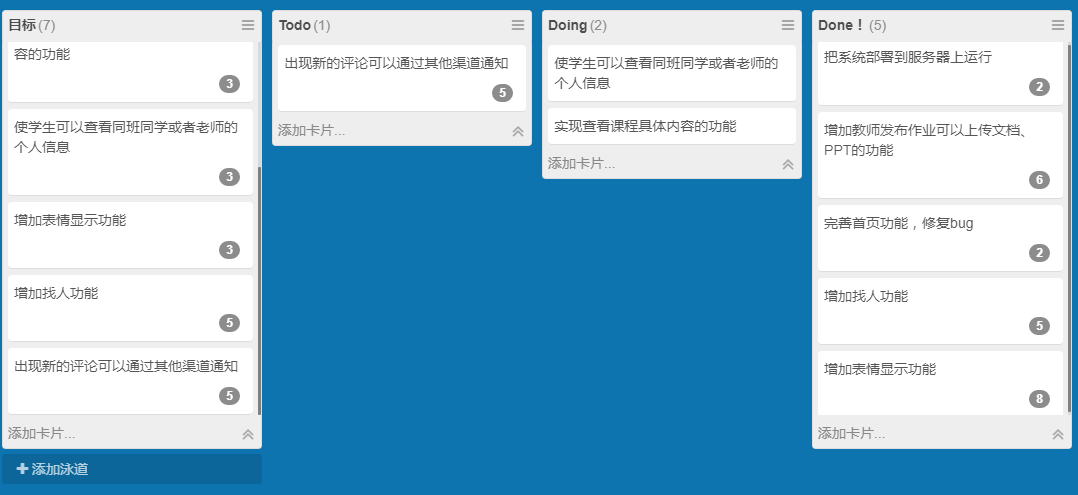 目标(7)
容的功能
3
使学生可以查看同班同学或者老师的
个人信息
3
增加表情显示功能
3
增加找人功能
5
出现新的评论可以通过其他渠道通知
5
添加卡片...
添加泳道
Todo(1)
出现新的评论可以通过其他渠道通知
5
添加卡片...
Doing(2)
使学生可以查看同班同学或者老师的
个人信息
实现查看课程具体内容的功能
添加卡片...
Done！(5)
把系统部署到服务器上运行
2
增加教师发布作业可以上传文档、
PPT的功能
6
完善首页功能，修复bug
2
增加找人功能
5
增加表情显示功能
8
添加卡片...